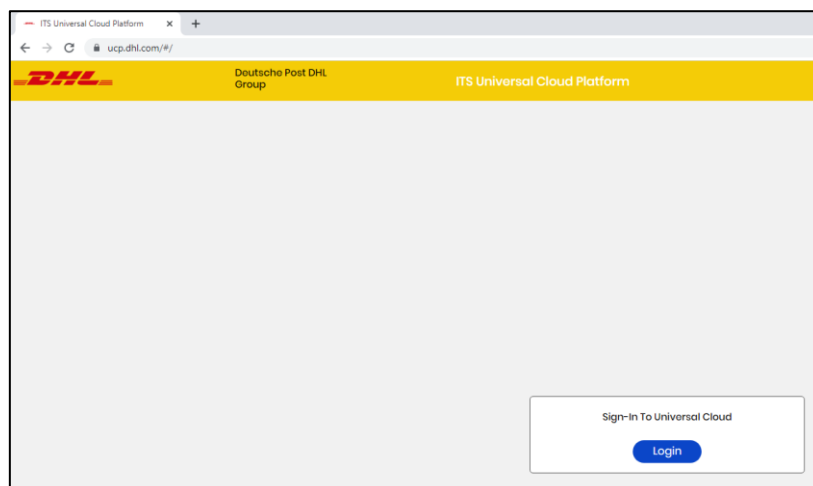 ITS Universal Cloud Platform
ucp.dhl.com/#/
DHL
Deutsche Post DHL
Group
ITS Universal Cloud Platform
Sign-In To Universal Cloud
Login